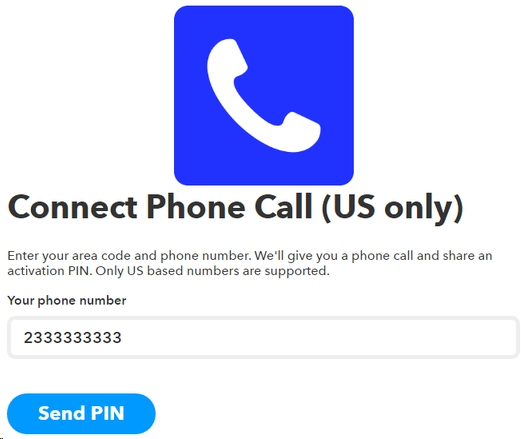 Connect Phone Call (US only)
Enter your area code and phone number. We'll give you a phone call and share an
activation PIN. Only US based numbers are supported.
Your phone number
2333333333
Send PIN